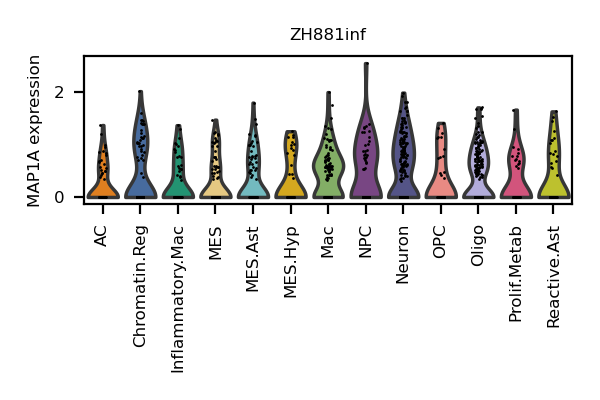 ZH881inf
MAP1A expression
2
0
AC
Chromatin.Reg
Inflammatory.Mac
MES
MES.Ast
MES.Hyp
Mac
NPC
Neuron
OPC
Oligo
Prolif.Metab
Reactive.Ast